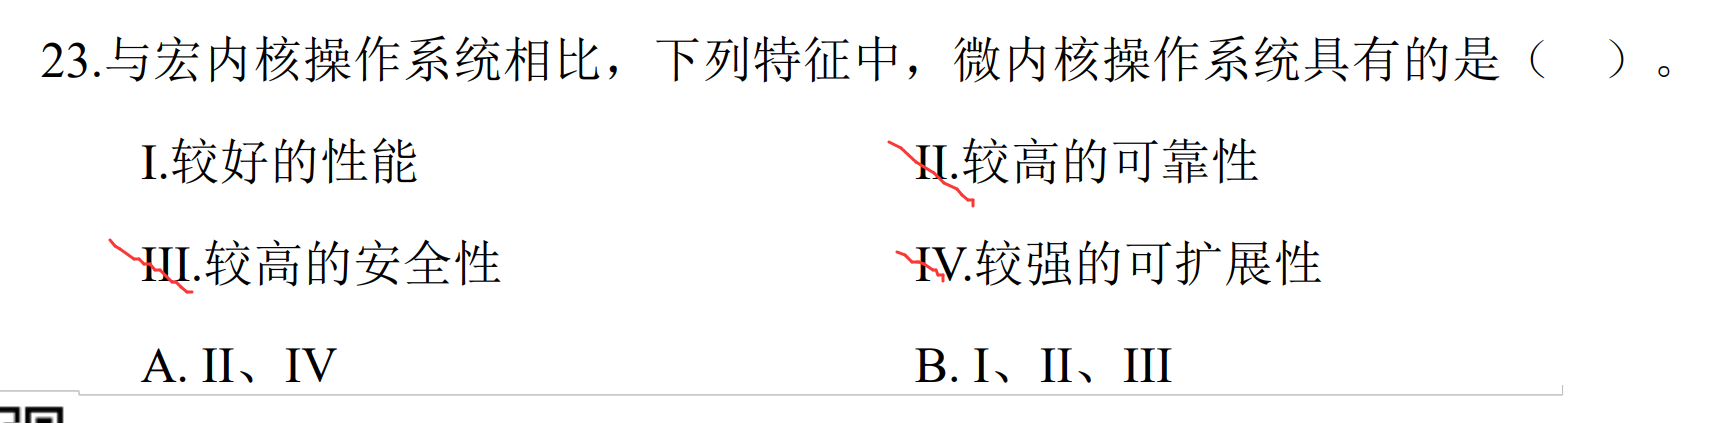 23.与宏内核操作系统相比，下列特征中，微内核操作系统具有的是（　）。
I.较好的性能 II.较高的可靠性
III.较高的安全性 IV.较强的可扩展性
A. II、IV B. I、II、III